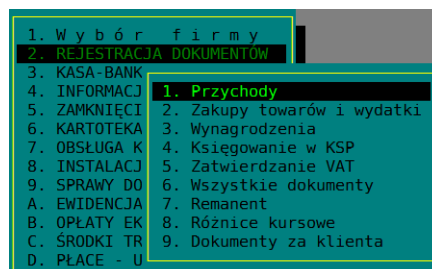 1. W y b ó r   f i r m y
2. REJESTRACJA DOKUMENTÓW
3. KASA-BANK
4. INFORMACJ
5. ZAMKNIĘCI
6. KARTOTEKA
7. OBSŁUGA K
8. INSTALACJ
9. SPRAWY DO
A. EWIDENCJA
B. OPŁATY EK
C. ŚRODKI TR
D. PŁACE - U
1. Przychody
2. Zakupy towarów i wydatki
3. Wynagrodzenia
4. Księgowanie w KSP
5. Zatwierdzanie VAT
6. Wszystkie dokumenty
7. Remanent
8. Różnice kursowe
9. Dokumenty za klienta